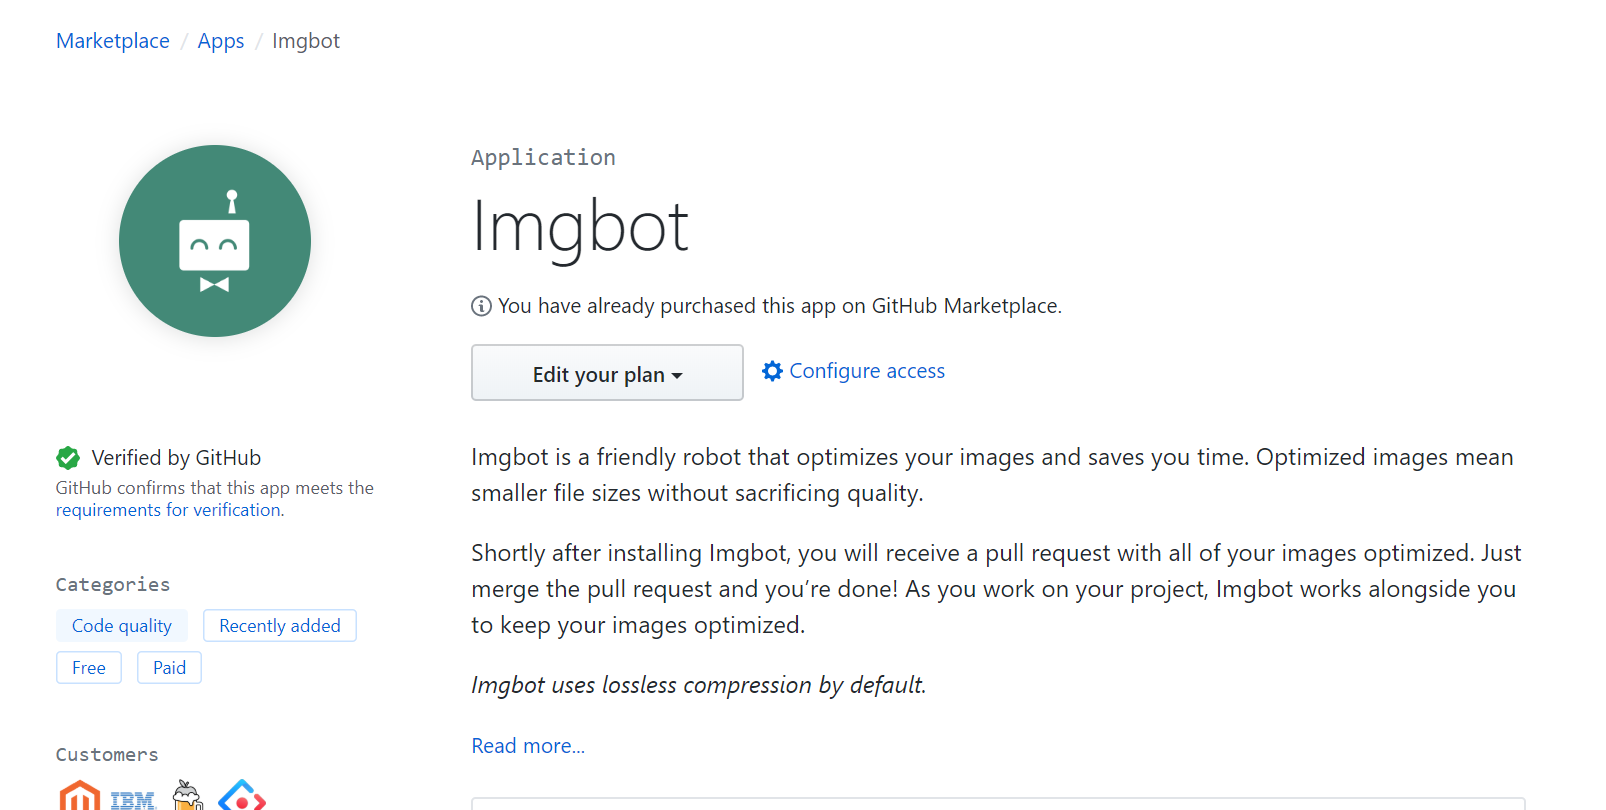 Marketplace / Apps / Imgbot
Application
Imgbot
You have already purchased this app on GitHub Marketplace.
Edit your plan
Configure access
Imgbot is a friendly robot that optimizes your images and saves you time. Optimized images mean
smaller file sizes without sacrificing quality.
Shortly after installing Imgbot, you will receive a pull request with all of your images optimized. Just
merge the pull request and you’re done! As you work on your project, Imgbot works alongside you
to keep your images optimized.
Imgbot uses lossless compression by default.
Read more...
Verified by GitHub
GitHub confirms that this app meets the
requirements for verification.
Categories
Code quality
Recently added
Free
Paid
Customers
IBM